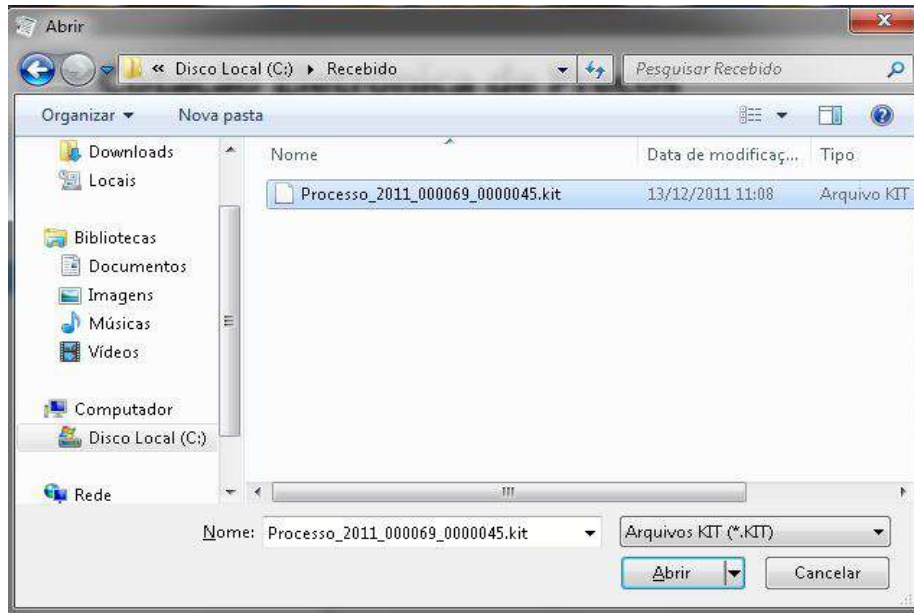 Abrir
« Disco Local (C:) ▸ Recebido
Pesquisar Recebido
Organizar
Nova pasta
Downloads
Locais
Bibliotecas
Documentos
Imagens
Músicas
Vídeos
Computador
Disco Local (C:)
Rede
Nome
Data de modificaç...
Tipo
Processo_2011_000069_0000045.kit
13/12/2011 11:08
Arquivo KIT
Nome: Processo_2011_000069_0000045.kit
Arquivos KIT (*.KIT)
Abrir
Cancelar